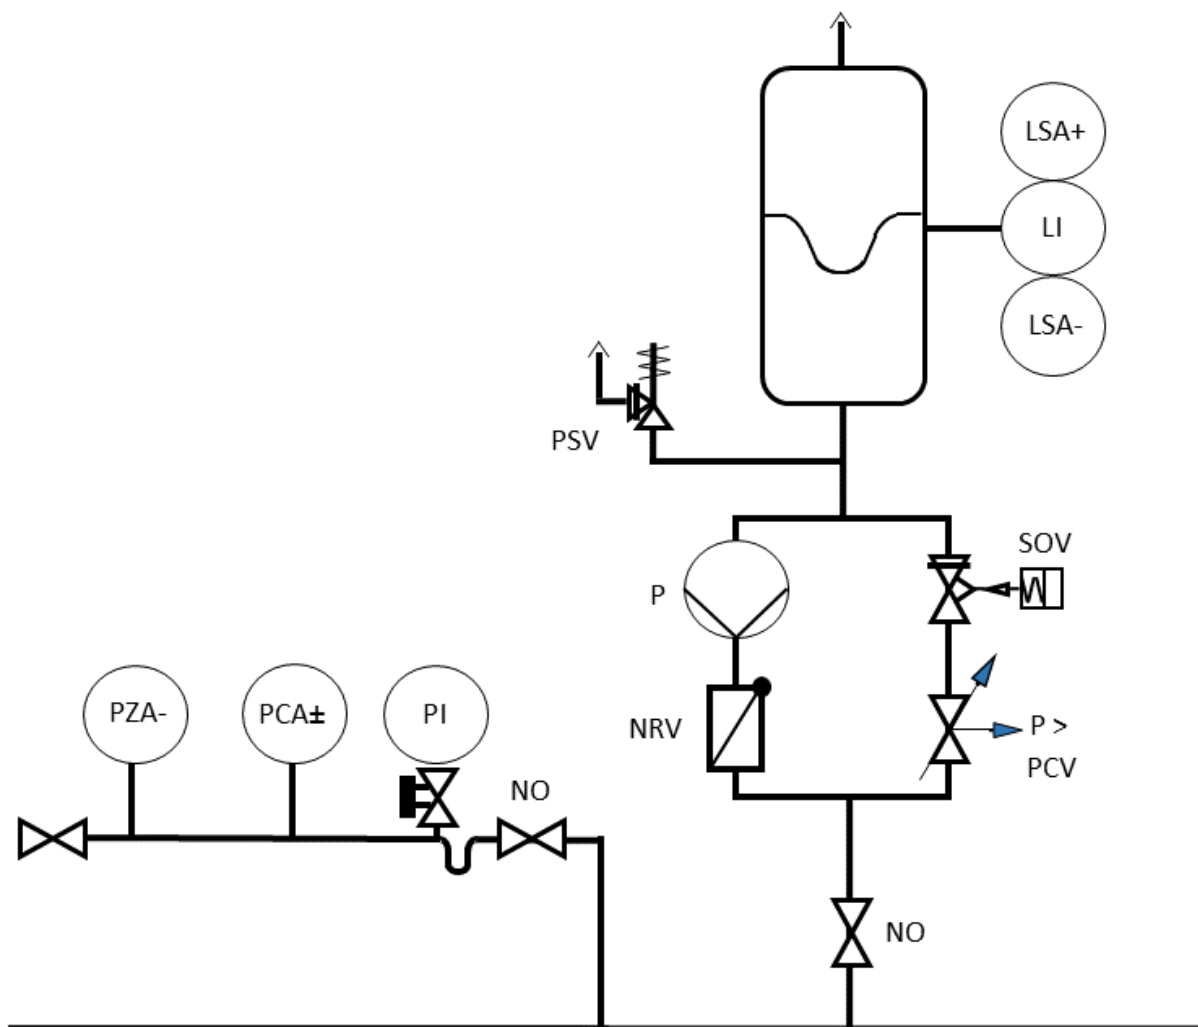 LSA+
LI
LSA-
PSV
SOV
P
PZA-
PCA±
PI
NRV
P >
PCV
NO
NO